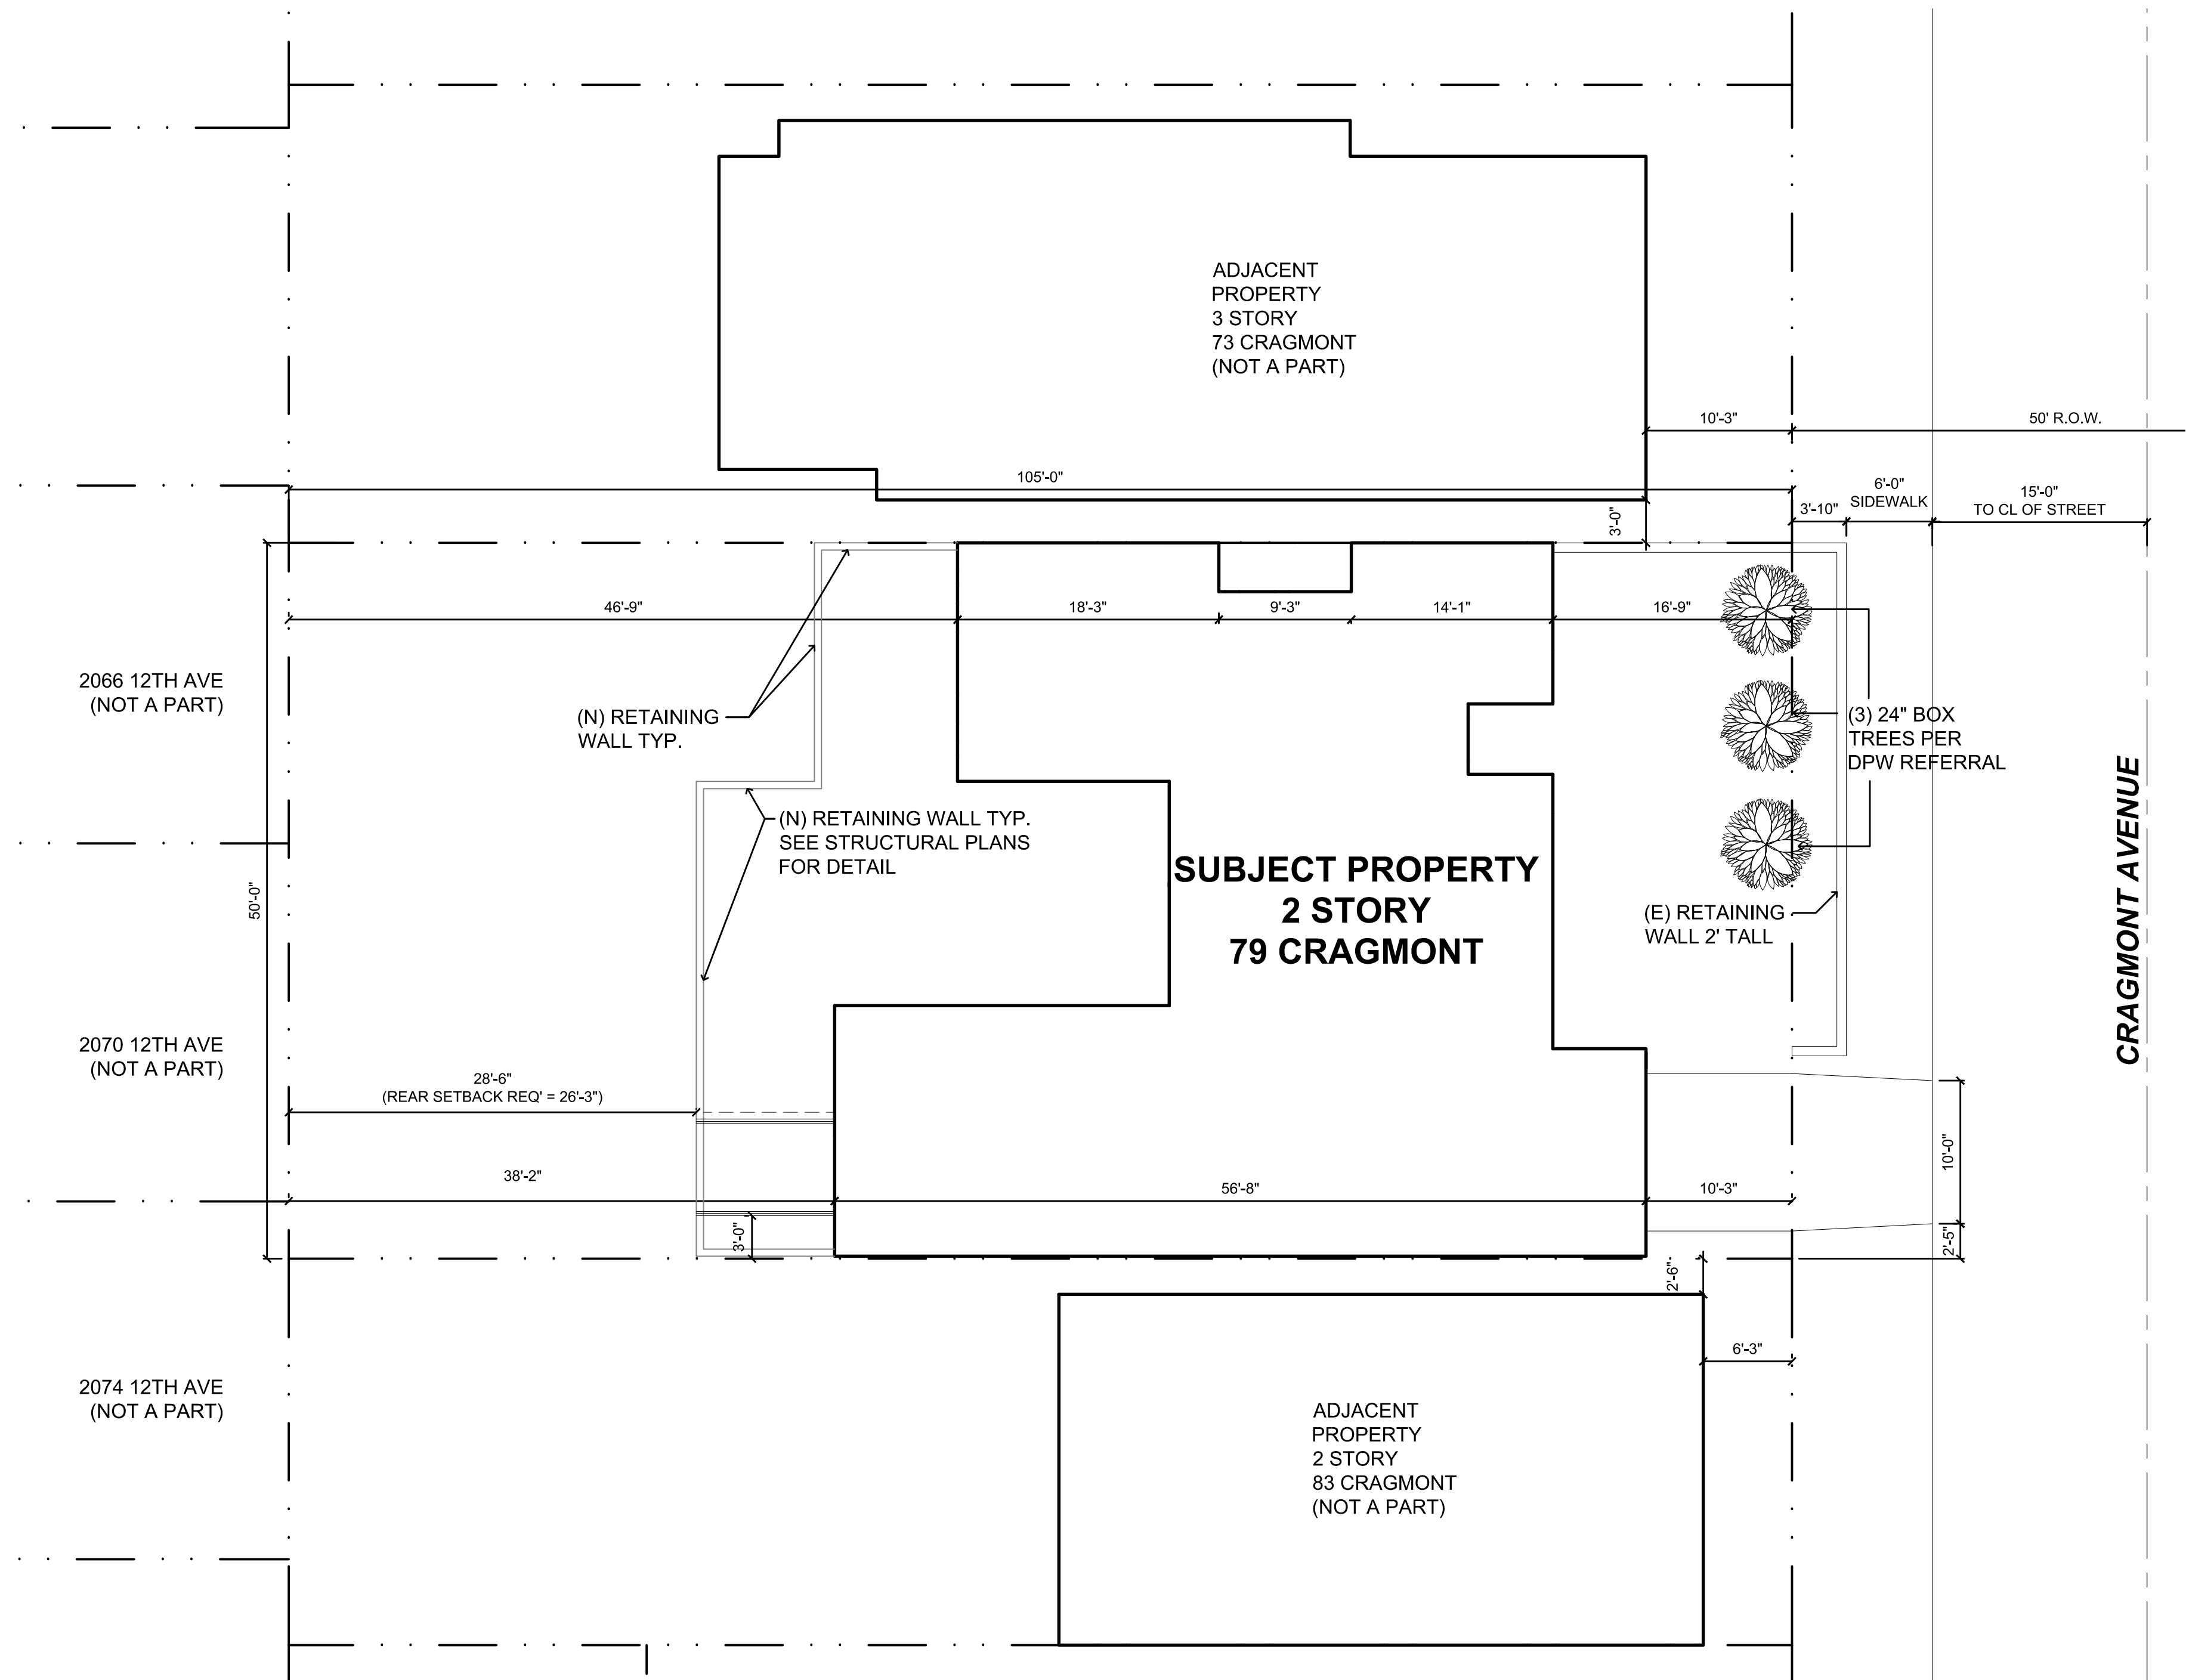 ADJACENT
PROPERTY
3 STORY
73 CRAGMONT
(NOT A PART)
10'-3"
50' R.O.W.
105'-0"
3'-0"
3'-10"
6'-0"
SIDEWALK
15'-0"
TO CL OF STREET
46'-9"
18'-3"
9'-3"
14'-1"
16'-9"
2066 12TH AVE
(NOT A PART)
(N) RETAINING
WALL TYP.
(3) 24" BOX
TREES PER
DPW REFERRAL
(N) RETAINING WALL TYP.
SEE STRUCTURAL PLANS
FOR DETAIL
SUBJECT PROPERTY
2 STORY
79 CRAGMONT
(E) RETAINING
WALL 2' TALL
CRAGMONT AVENUE
50'-0"
2070 12TH AVE
(NOT A PART)
28'-6"
(REAR SETBACK REQ' = 26'-3")
38'-2"
56'-8"
10'-3"
10'-0"
3'-0"
2'-5"
2'-6"
6'-3"
2074 12TH AVE
(NOT A PART)
ADJACENT
PROPERTY
2 STORY
83 CRAGMONT
(NOT A PART)